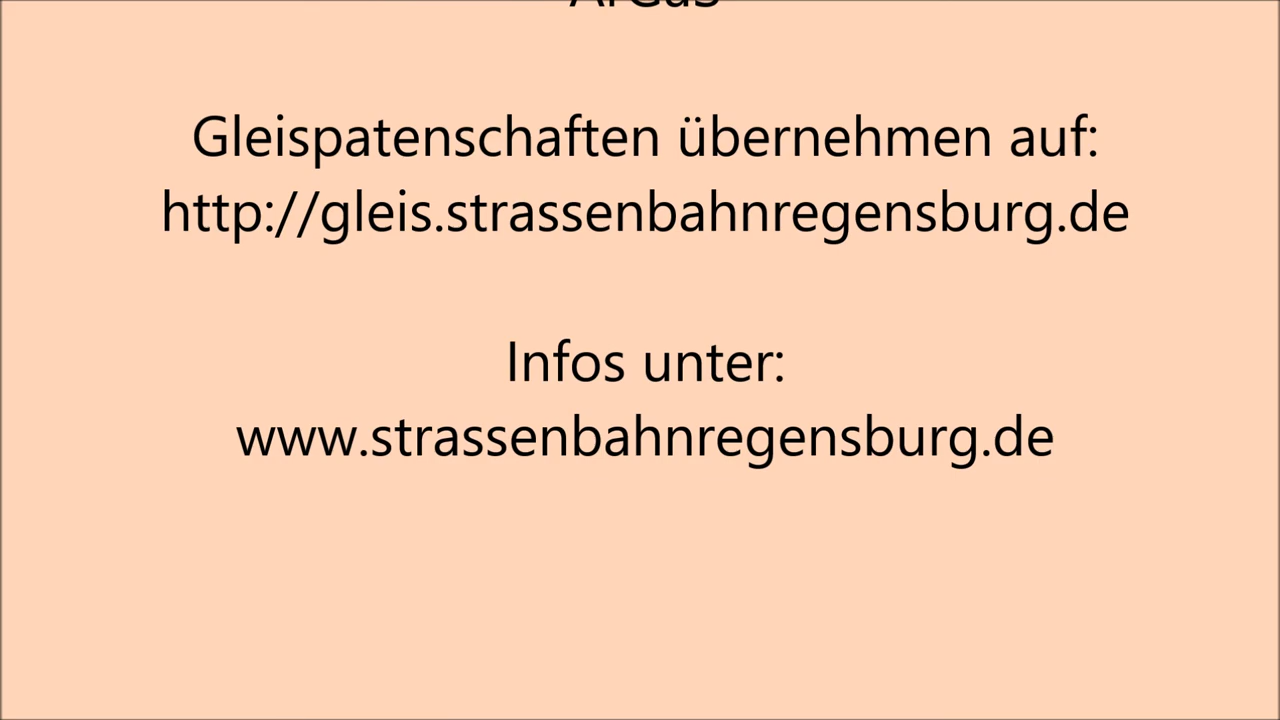 Gleispatenschaften übernehmen auf:
http://gleis.strassenbahnregensburg.de
Infos unter:
www.strassenbahnregensburg.de